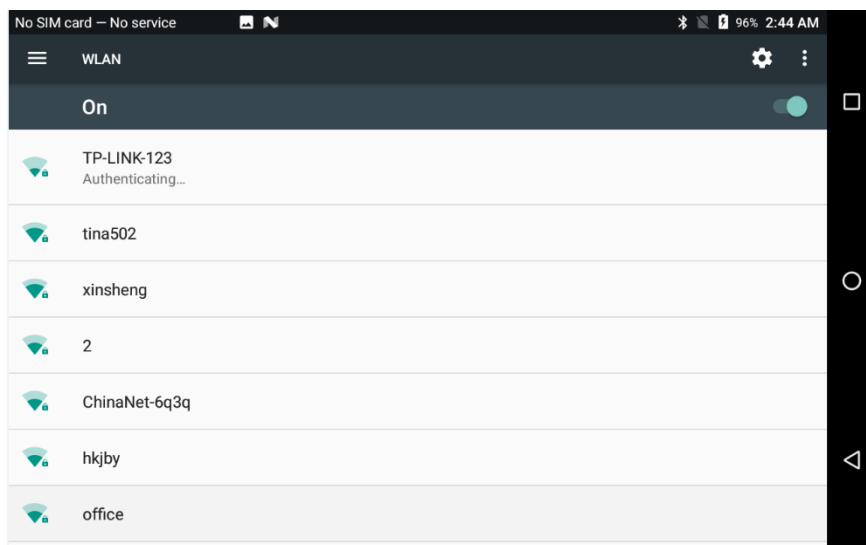 No SIM card — No service
96% 2:44 AM
WLAN
On
TP-LINK-123
Authenticating…
tina502
xinsheng
2
ChinaNet-6q3q
hkjby
office